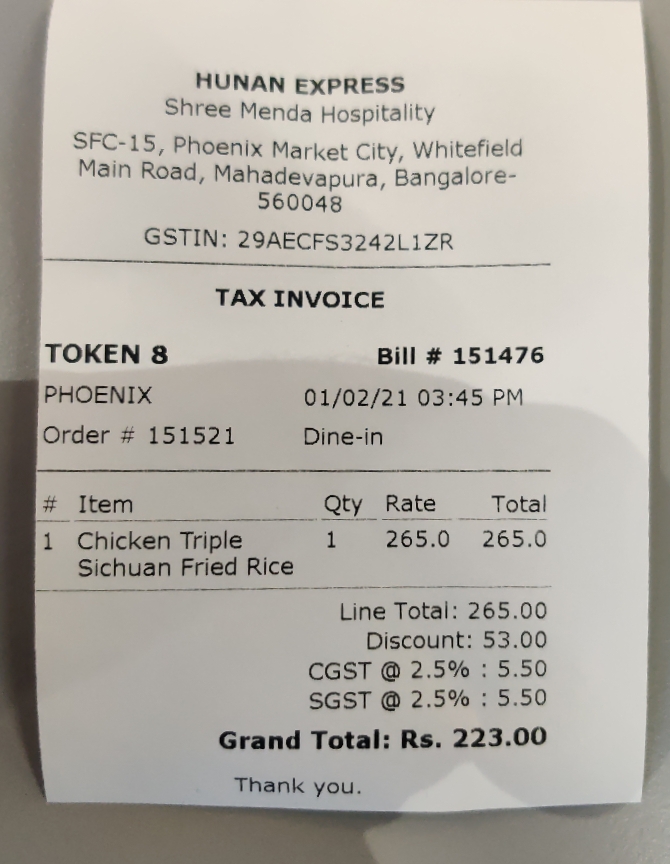 HUNAN EXPRESS
Shree Menda Hospitality
SFC-15, Phoenix Market City, Whitefield
Main Road, Mahadevapura, Bangalore-
560048
GSTIN: 29AECFS3242L1ZR
TAX INVOICE
TOKEN 8 Bill # 151476
PHOENIX 01/02/21 03:45 PM
Order # 151521 Dine-in
# Item Qty Rate Total
1 Chicken Triple 1 265.0 265.0
Sichuan Fried Rice
Line Total: 265.00
Discount: 53.00
CGST @ 2.5% : 5.50
SGST @ 2.5% : 5.50
Grand Total: Rs. 223.00
Thank you.